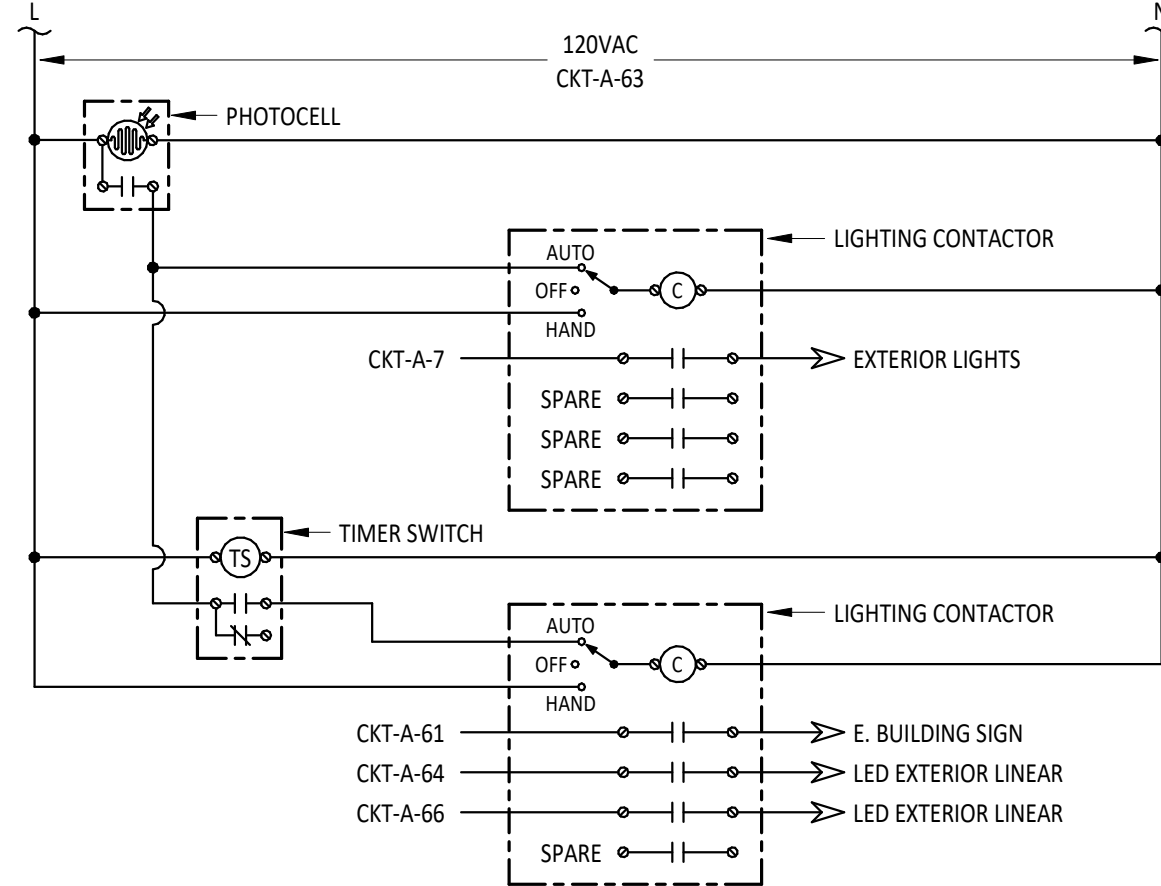 L
N
120VAC
CKT-A-63
PHOTOCELL
LIGHTING CONTACTOR
AUTO
OFF
C
HAND
CKT-A-7
EXTERIOR LIGHTS
SPARE
SPARE
SPARE
TIMER SWITCH
TS
LIGHTING CONTACTOR
AUTO
OFF
C
HAND
CKT-A-61
E. BUILDING SIGN
CKT-A-64
LED EXTERIOR LINEAR
CKT-A-66
LED EXTERIOR LINEAR
SPARE